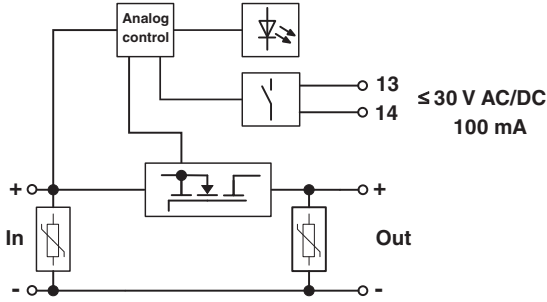 Analog
control
13
14
≤ 30 V AC/DC
100 mA
+
+
In
Out
-
-